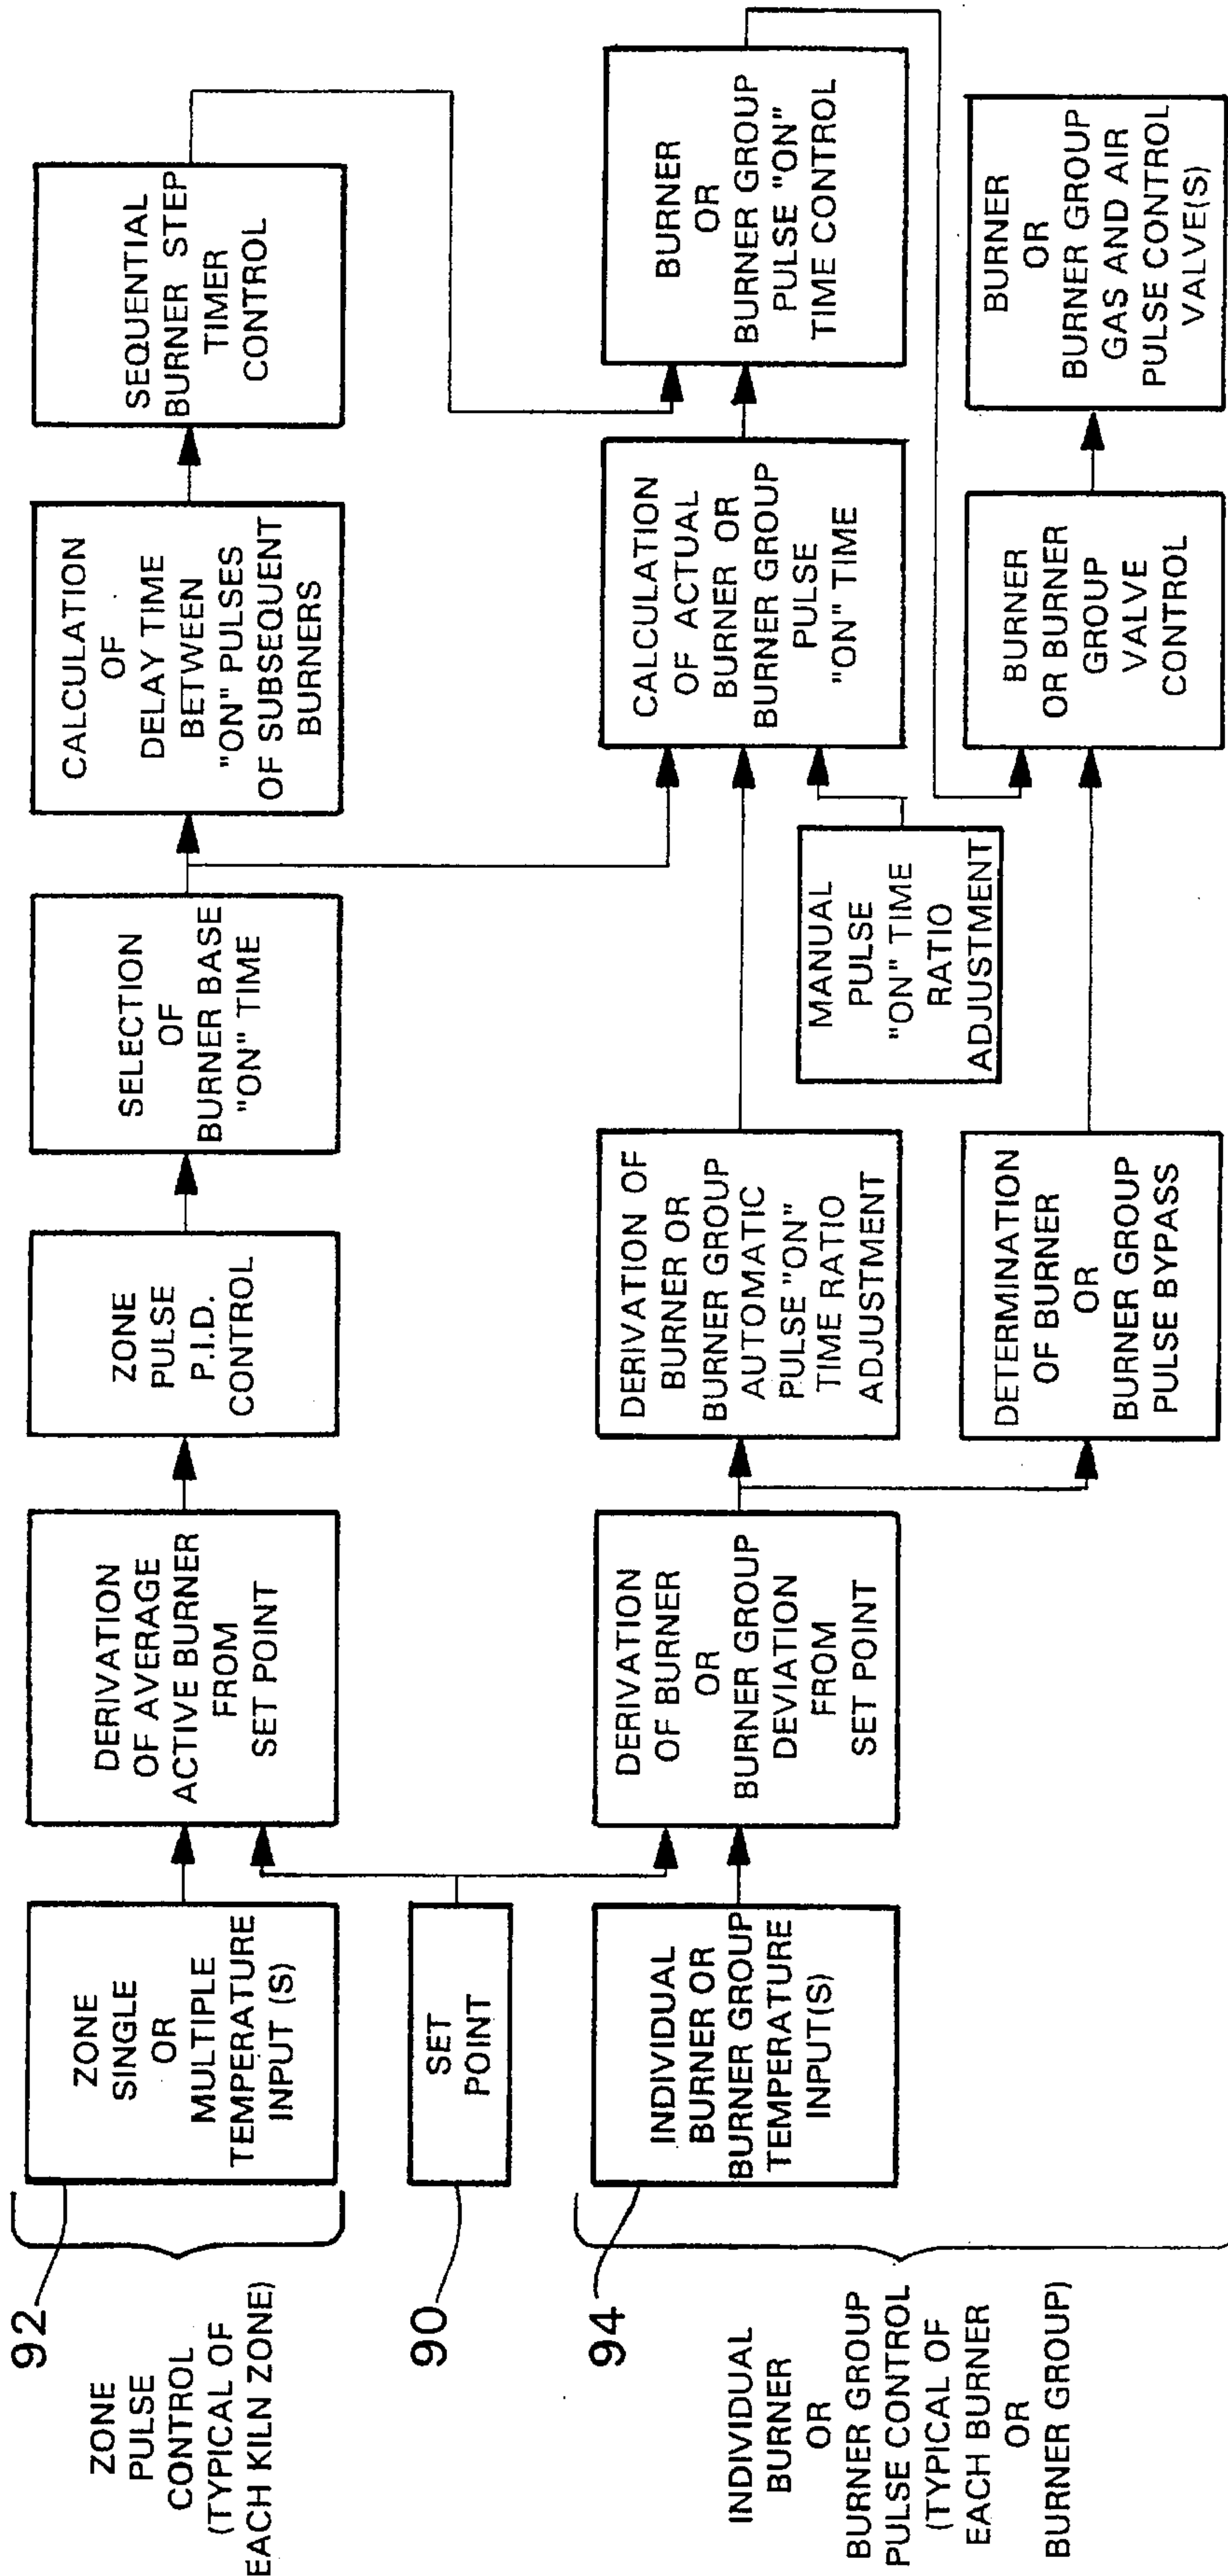 92
ZONE
PULSE
CONTROL
(TYPICAL OF
EACH KILN ZONE)
ZONE
SINGLE
OR
MULTIPLE
TEMPERATURE
INPUT (S)
DERIVATION
OF AVERAGE
ACTIVE BURNER
FROM
SET POINT
ZONE
PULSE
P.I.D.
CONTROL
SELECTION
OF
BURNER BASE
"ON" TIME
CALCULATION
OF
DELAY TIME
BETWEEN
"ON" PULSES
OF SUBSEQUENT
BURNERS
SEQUENTIAL
BURNER STEP
TIMER
CONTROL
90
SET
POINT
94
INDIVIDUAL
BURNER
OR
BURNER GROUP
PULSE CONTROL
(TYPICAL OF
EACH BURNER
OR
BURNER GROUP)
INDIVIDUAL
BURNER OR
BURNER GROUP
TEMPERATURE
INPUT(S)
DERIVATION
OF BURNER
OR
BURNER GROUP
DEVIATION
FROM
SET POINT
DERIVATION OF
BURNER OR
BURNER GROUP
AUTOMATIC
PULSE "ON"
TIME RATIO
ADJUSTMENT
MANUAL
PULSE
"ON" TIME
RATIO
ADJUSTMENT
CALCULATION
OF ACTUAL
BURNER OR
BURNER GROUP
PULSE
"ON" TIME
BURNER
OR
BURNER GROUP
PULSE "ON"
TIME CONTROL
DETERMINATION
OF BURNER
OR
BURNER GROUP
PULSE BYPASS
BURNER
OR BURNER
GROUP
VALVE
CONTROL
BURNER
OR
BURNER GROUP
GAS AND AIR
PULSE CONTROL
VALVE(S)